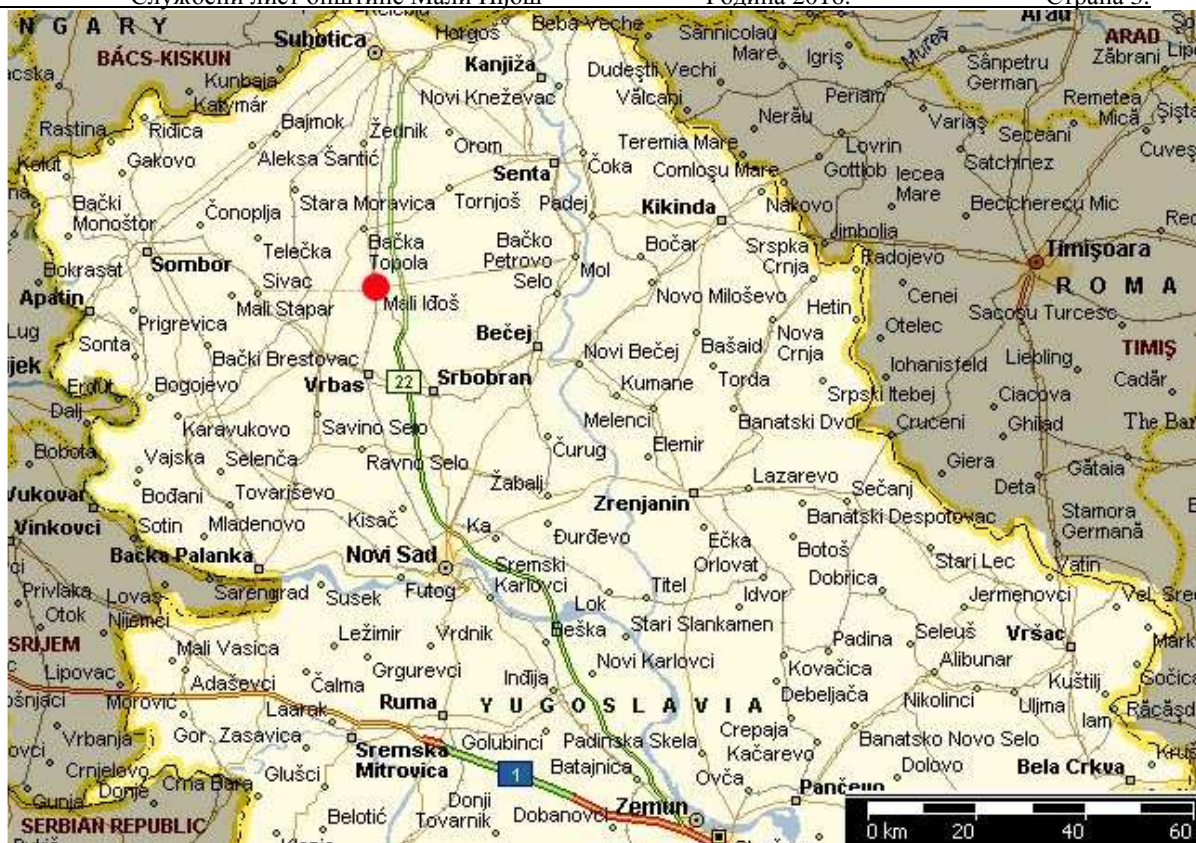 Службени лист општине Мали Иђош Година 2016. Страна 3.
N G A R Y
Subotica
Horgoš
Beba-Veche
Sânnicolau Mare
Igriş
Mureş
Arad
ARAD
BÁCS-KISKUN
Kunbaja
Kanjiža
Dudeştii Vechi
Sânpetru German
Zăbrani
Katymár
Novi Kneževac
Vălcani
Periam
Remetea Mică
Rastina
Ridica
Bajmok
Žednik
Nerău
Variaş
Seceani
Gakovo
Aleksa Šantić
Orom
Teremia Mare
Lovrin
Satchinez
Senta
Čoka
Comloşu Mare
Gottlob
Iecea Mare
Bački Monoštor
Čonoplja
Stara Moravica
Tornjoš
Padej
Kikinda
Nakovo
Becicherecu Mic
Jimbolia
Telečka
Bačka Topola
Bačko Petrovo Selo
Bočar
Srspka Crnja
Radojevo
Timişoara
Sombor
Mol
R O M A
Bokrasat
Sivac
Apatin
Mali Stapar
Mali Iđoš
Novo Miloševo
Hetin
Cenei
Sacoşu Turcesc
Prigrevica
Otelec
Lug
Sonta
Bečej
Nova Crnja
TIMIŞ
Bački Brestovac
Novi Bečej
Bašaid
Iohanisfeld
Liebling
Vrbas
22
Srbobran
Kumane
Torda
Srpski Itebej
Cadăr
Erdut
Bogojevo
Ciacova
Dalj
Melenci
Banatski Dvor
Cruceni
Ghilad
The Bar
Karavukovo
Savino Selo
Bobota
Čurug
Elemir
Vajska
Selenča
Ravno Selo
Giera
Gătaia
Žabalj
Lazarevo
Vukovar
Bođani
Tovariševo
Zrenjanin
Sečanj
Deta
Vinkovci
Sotin
Mladenovo
Kisač
Ka
Banatski Despotovac
Stamora Germană
Đurđevo
Ečka
Botoš
Bačka Palanka
Novi Sad
Sremski Karlovci
Orlovat
Stari Lec
Vatin
Privlaka
Lovas
Sarengrad
Susek
Futog
Titel
Dobrica
Otok
Nijemci
Lok
Idvor
Jermenovci
SRIJEM
Ležimir
Vrdnik
Beška
Stari Slankamen
Padina
Seleuš
Vršac
Mali Vasica
Lipovac
Grgurevci
Novi Karlovci
Kovačica
Alibunar
Adaševci
Čalma
Inđija
Debeljača
Nikolinci
Kuštilj
Morović
Ruma
Y U G O S L A V I A
Uljma
Laarak
Crepaja
Vrbanja
Gor. Zasavica
Golubinci
Padinska Skela
Kačarevo
Banatsko Novo Selo
Sremska Mitrovica
1
Crnjelovo Donje
Crna Bara
Glušci
Batajnica
Ovča
Dolovo
Bela Crkva
Gunja
Pančevo
Donji Tovarnik
Zemun
Dobanovci
Belotić
SERBIAN REPUBLIC
0 km 20 40 60